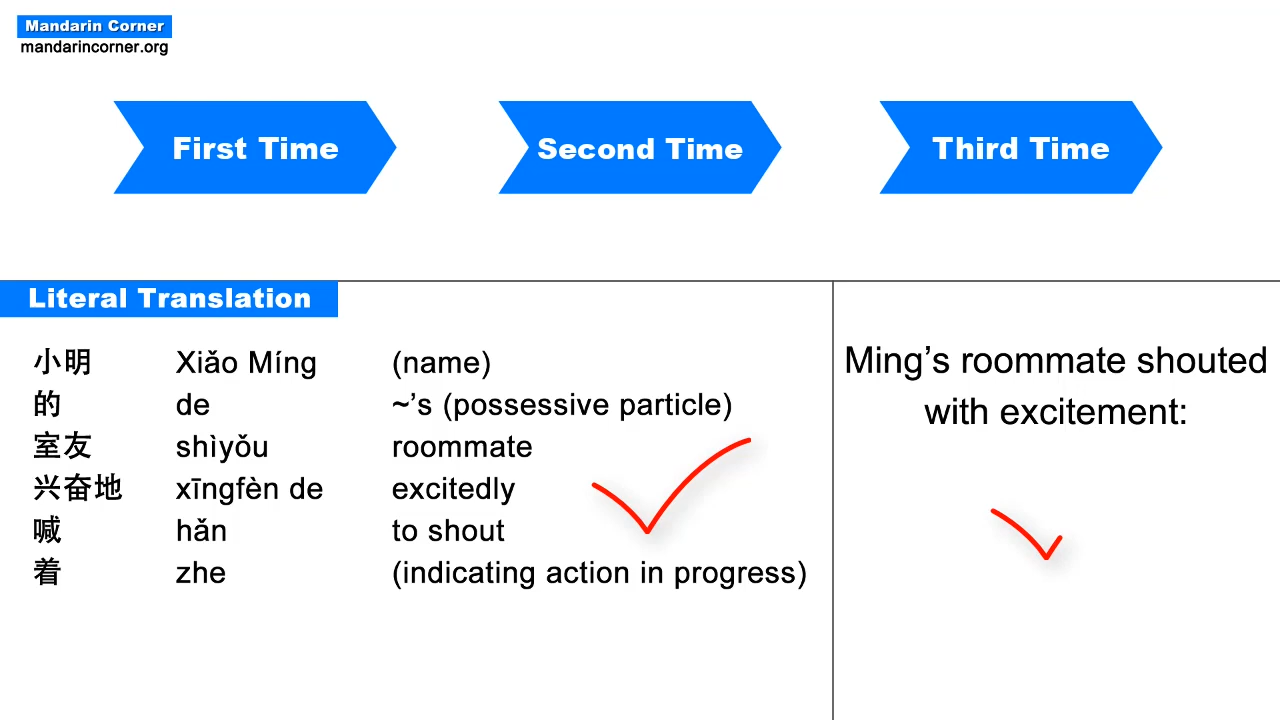 Mandarin Corner
mandarincorner.org
First Time
Second Time
Third Time
Literal Translation
小明 Xiǎo Míng (name)
的 de ~’s (possessive particle)
室友 shìyǒu roommate
兴奋地 xīngfèn de excitedly
喊 hǎn to shout
着 zhe (indicating action in progress)
Ming’s roommate shouted
with excitement: